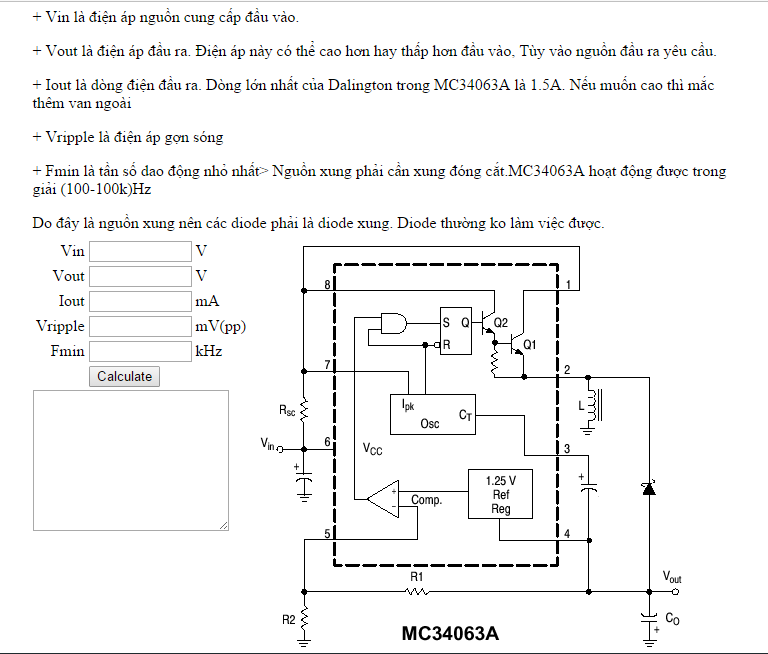 + Vin là điện áp nguồn cung cấp đầu vào.
+ Vout là điện áp đầu ra. Điện áp này có thể cao hơn hay thấp hơn đầu vào, Tùy vào nguồn đầu ra yêu cầu.
+ Iout là dòng điện đầu ra. Dòng lớn nhất của Dalington trong MC34063A là 1.5A. Nếu muốn cao thì mắc
thêm van ngoài
+ Vripple là điện áp gợn sóng
+ Fmin là tần số dao động nhỏ nhất> Nguồn xung phải cần xung đóng cắt.MC34063A hoạt động được trong
giải (100-100k)Hz
Do đây là nguồn xung nên các diode phải là diode xung. Diode thường ko làm việc được.
Vin V
Vout V
Iout mA
Vripple mV(pp)
Fmin kHz
Calculate
8
1
S Q
Q2
R
Q1
7
2
Ipk
CT
Osc
L
Rsc
Vin
6
VCC
3
+
+
1.25 V
Ref
Reg
+
-
Comp.
5
4
R1
Vout
R2
CO
+
MC34063A